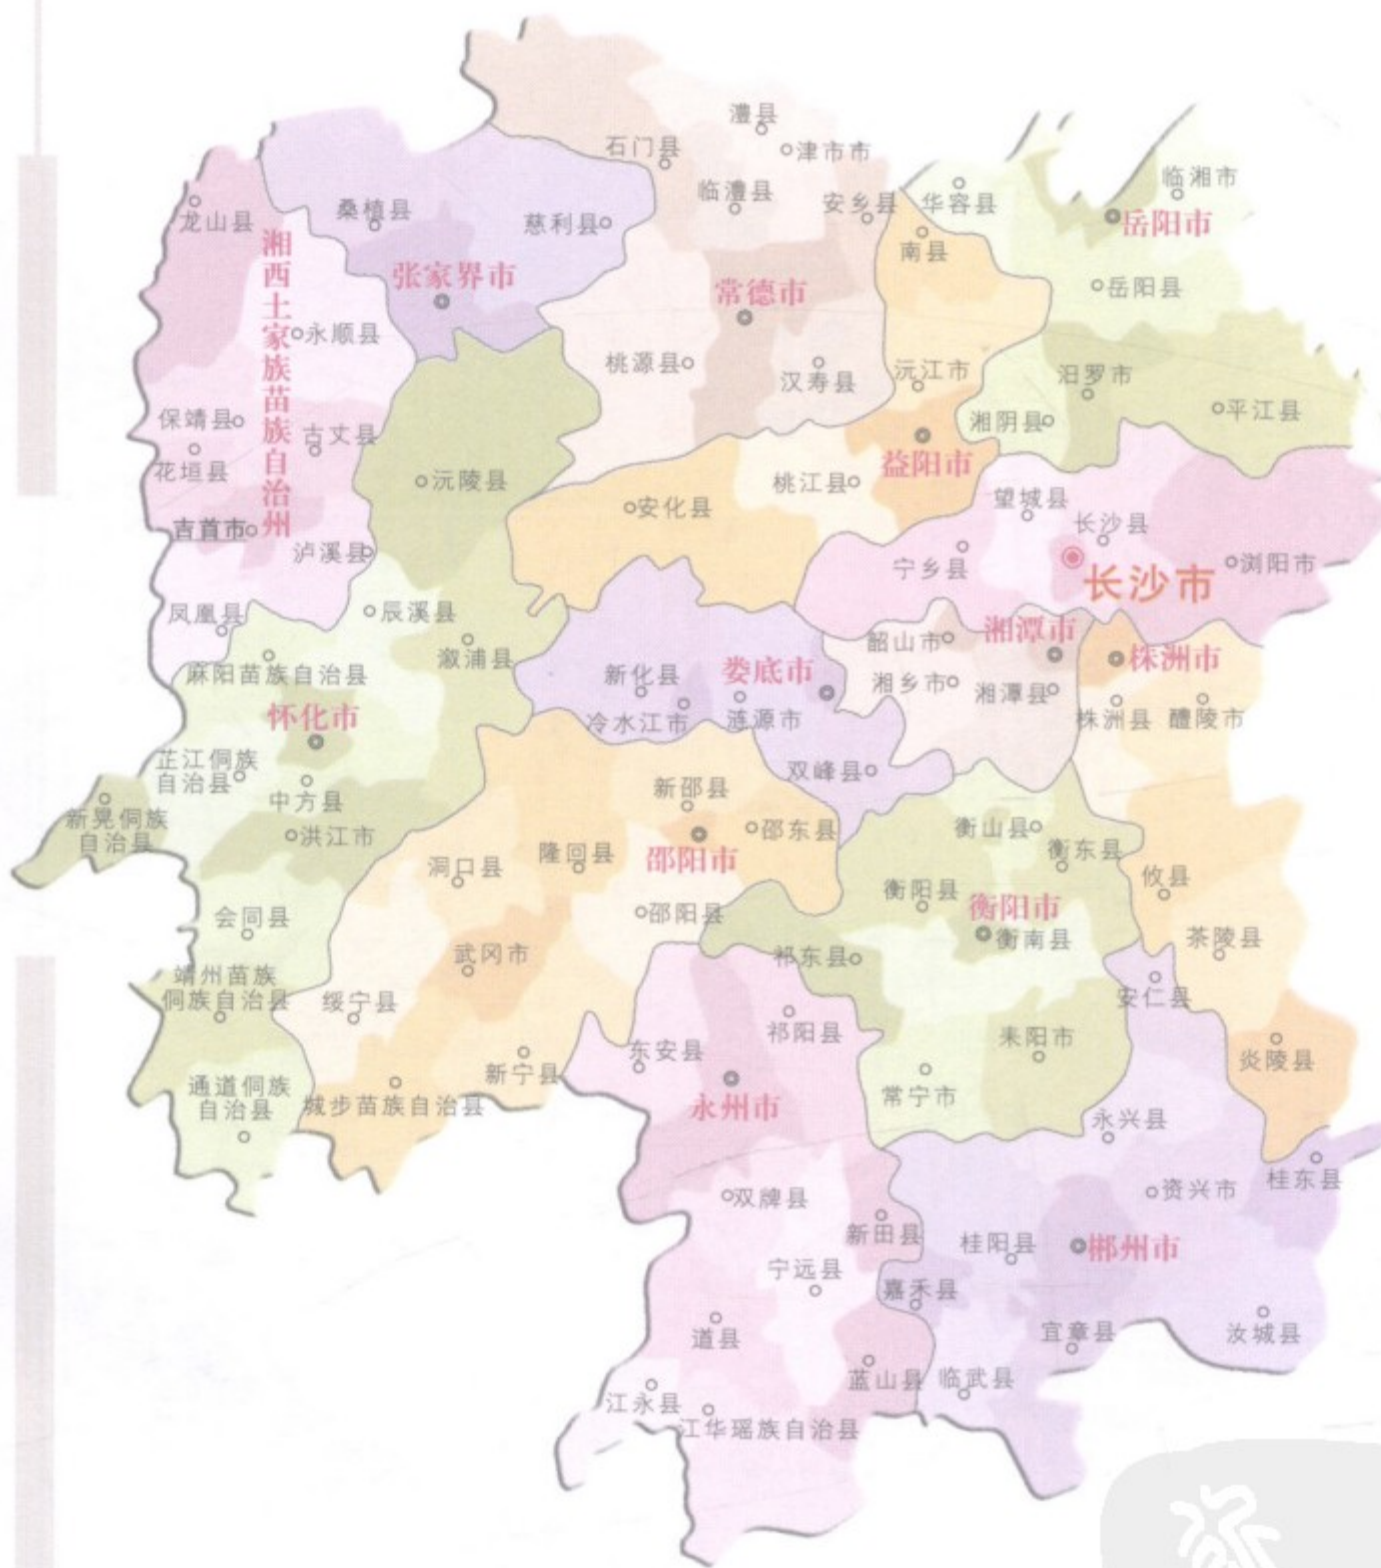 澧县
石门县
津市市
临澧县
安乡县
华容县
临湘市
岳阳市
南县
岳阳县
龙山县
桑植县
慈利县
湘西土家族苗族自治州
张家界市
常德市
永顺县
桃源县
汉寿县
沅江市
汨罗市
平江县
湘阴县
保靖县
古丈县
花垣县
沅陵县
益阳市
桃江县
安化县
望城县
长沙县
吉首市
泸溪县
宁乡县
浏阳市
长沙市
凤凰县
辰溪县
溆浦县
麻阳苗族自治县
韶山市
湘潭市
株洲市
新化县
娄底市
湘乡市
湘潭县
冷水江市
涟源市
株洲县
醴陵市
怀化市
芷江侗族
自治县
中方县
双峰县
新邵县
新晃侗族
自治县
洪江市
邵东县
衡山县
衡东县
隆回县
邵阳市
洞口县
攸县
衡阳县
衡阳市
会同县
邵阳县
衡南县
茶陵县
武冈市
祁东县
靖州苗族
侗族自治县
绥宁县
安仁县
祁阳县
耒阳市
东安县
炎陵县
新宁县
通道侗族
自治县
城步苗族自治县
永州市
常宁市
永兴县
双牌县
资兴市
桂东县
新田县
桂阳县
郴州市
宁远县
嘉禾县
道县
宜章县
汝城县
蓝山县
临武县
江永县
江华瑶族自治县